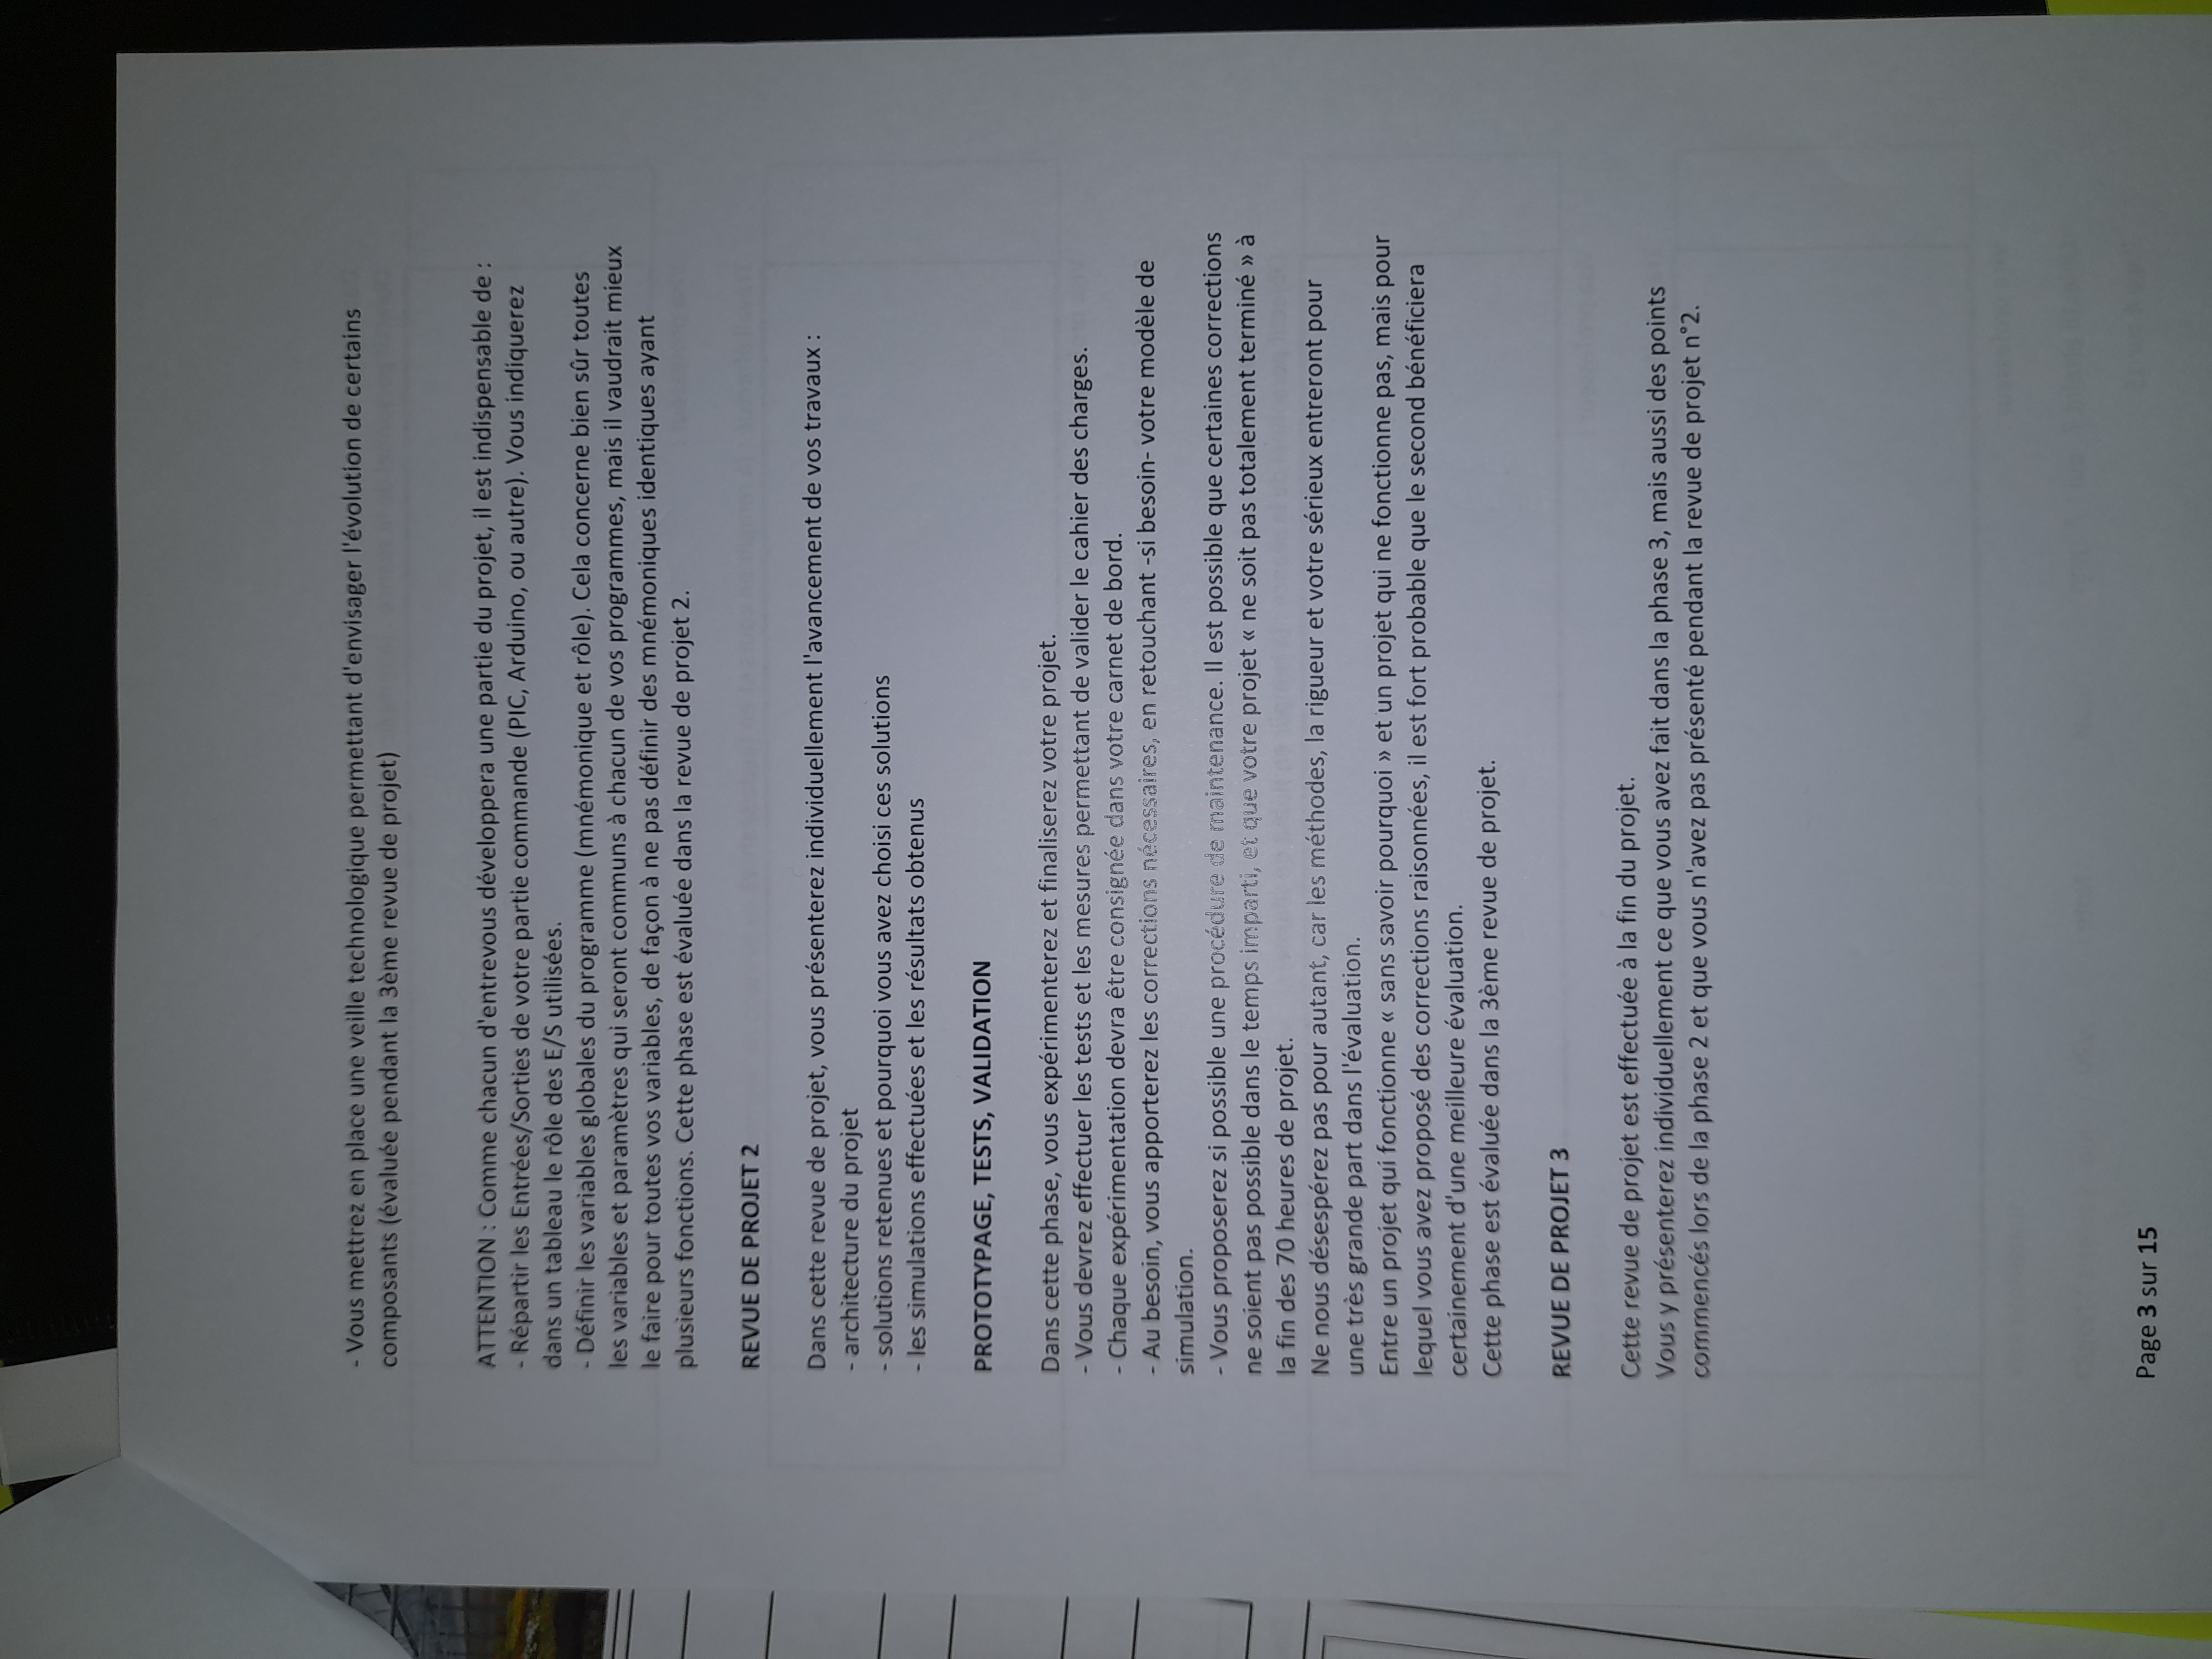 - Vous mettrez en place une veille technologique permettant d'envisager l'évolution de certains
composants (évaluée pendant la 3ème revue de projet)
ATTENTION : Comme chacun d'entrevous développera une partie du projet, il est indispensable de :
- Répartir les Entrées/Sorties de votre partie commande (PIC, Arduino, ou autre). Vous indiquerez
dans un tableau le rôle des E/S utilisées.
- Définir les variables globales du programme (mnémonique et rôle). Cela concerne bien sûr toutes
les variables et paramètres qui seront communs à chacun de vos programmes, mais il vaudrait mieux
le faire pour toutes vos variables, de façon à ne pas définir des mnémoniques identiques ayant
plusieurs fonctions. Cette phase est évaluée dans la revue de projet 2.
REVUE DE PROJET 2
Dans cette revue de projet, vous présenterez individuellement l'avancement de vos travaux :
- architecture du projet
- solutions retenues et pourquoi vous avez choisi ces solutions
- les simulations effectuées et les résultats obtenus
PROTOTYPAGE, TESTS, VALIDATION
Dans cette phase, vous expérimenterez et finaliserez votre projet.
- Vous devrez effectuer les tests et les mesures permettant de valider le cahier des charges.
- Chaque expérimentation devra être consignée dans votre carnet de bord.
- Au besoin, vous apporterez les corrections nécessaires, en retouchant -si besoin- votre modèle de
simulation.
- Vous proposerez si possible une procédure de maintenance. Il est possible que certaines corrections
ne soient pas possible dans le temps imparti, et que votre projet « ne soit pas totalement terminé » à
la fin des 70 heures de projet.
Ne nous désespérez pas pour autant, car les méthodes, la rigueur et votre sérieux entreront pour
une très grande part dans l'évaluation.
Entre un projet qui fonctionne « sans savoir pourquoi » et un projet qui ne fonctionne pas, mais pour
lequel vous avez proposé des corrections raisonnées, il est fort probable que le second bénéficiera
certainement d'une meilleure évaluation.
Cette phase est évaluée dans la 3ème revue de projet.
REVUE DE PROJET 3
Cette revue de projet est effectuée à la fin du projet.
Vous y présenterez individuellement ce que vous avez fait dans la phase 3, mais aussi des points
commencés lors de la phase 2 et que vous n'avez pas présenté pendant la revue de projet n°2.
Page 3 sur 15